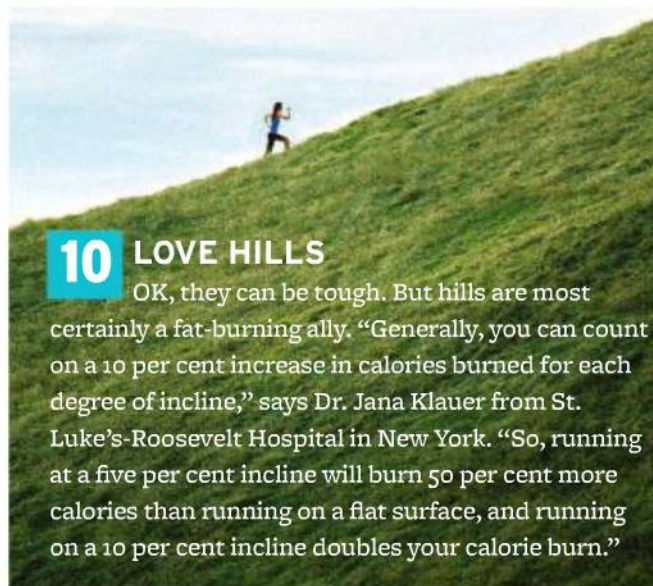 10 LOVE HILLS
OK, they can be tough. But hills are most
certainly a fat-burning ally. “Generally, you can count
on a 10 per cent increase in calories burned for each
degree of incline,” says Dr. Jana Klauer from St.
Luke’s-Roosevelt Hospital in New York. “So, running
at a five per cent incline will burn 50 per cent more
calories than running on a flat surface, and running
on a 10 per cent incline doubles your calorie burn.”